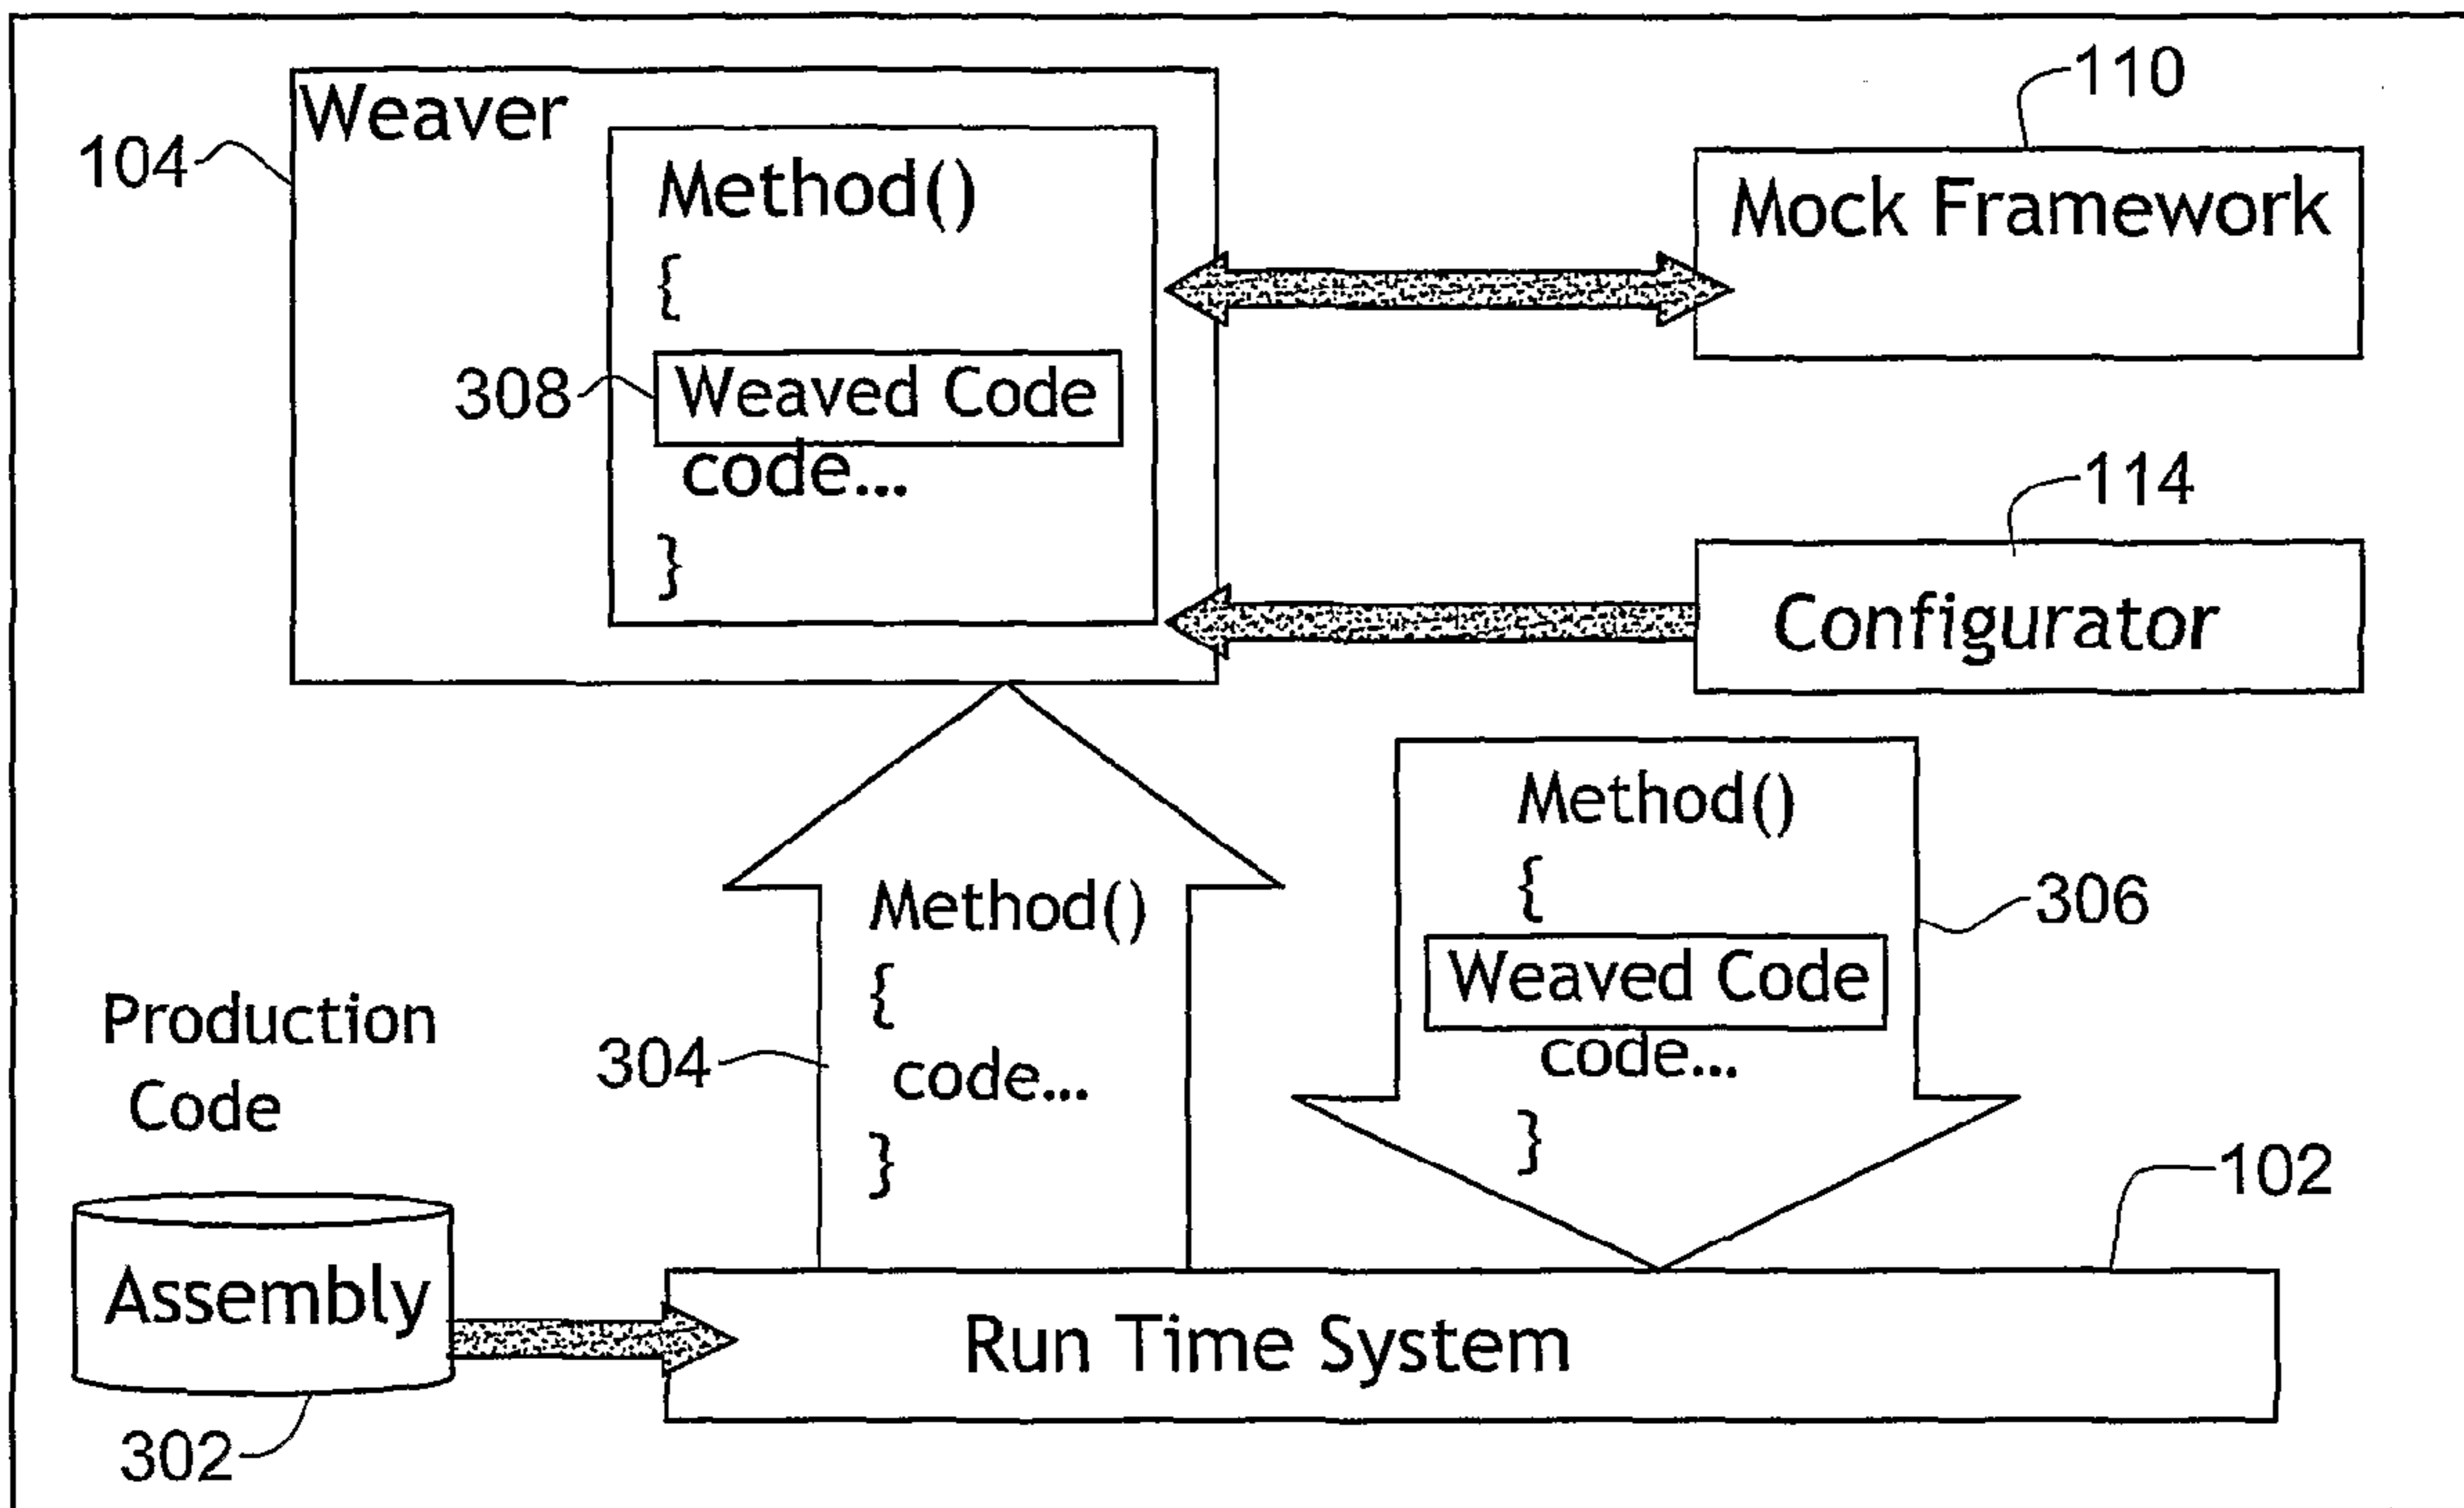 110
Weaver
104
Method()
Mock Framework
{
308
Weaved Code
code...
114
}
Configurator
Method()
{
Method()
306
Weaved Code
{
Production
code...
304
code...
Code
}
}
102
Assembly
Run Time System
302